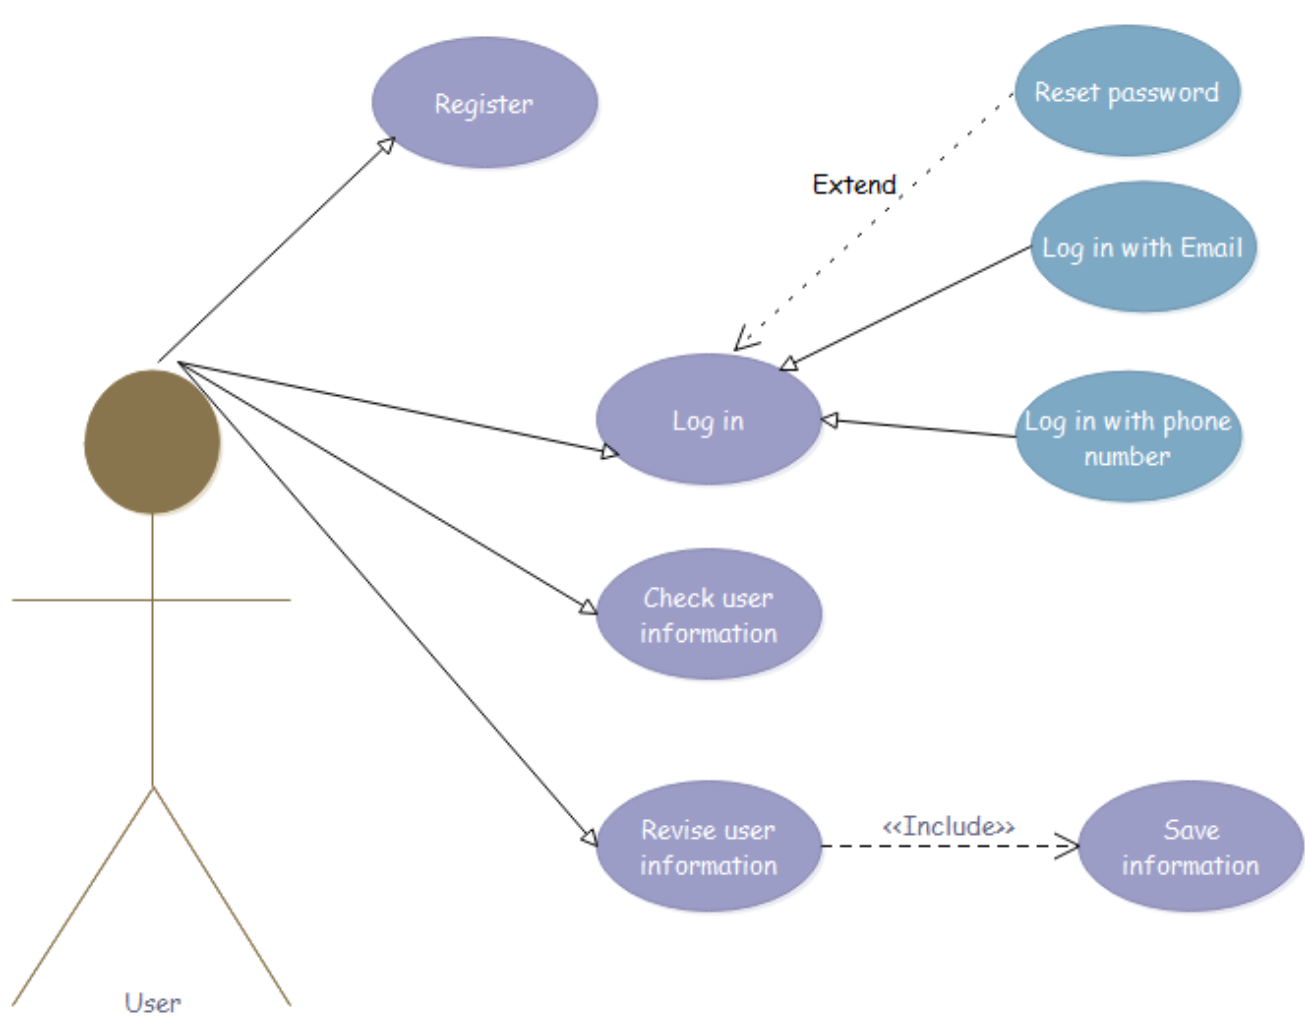 Register
Reset password
Extend
Log in with Email
Log in
Log in with phone
number
Check user
information
Revise user
information
<<Include>>
Save
information
User